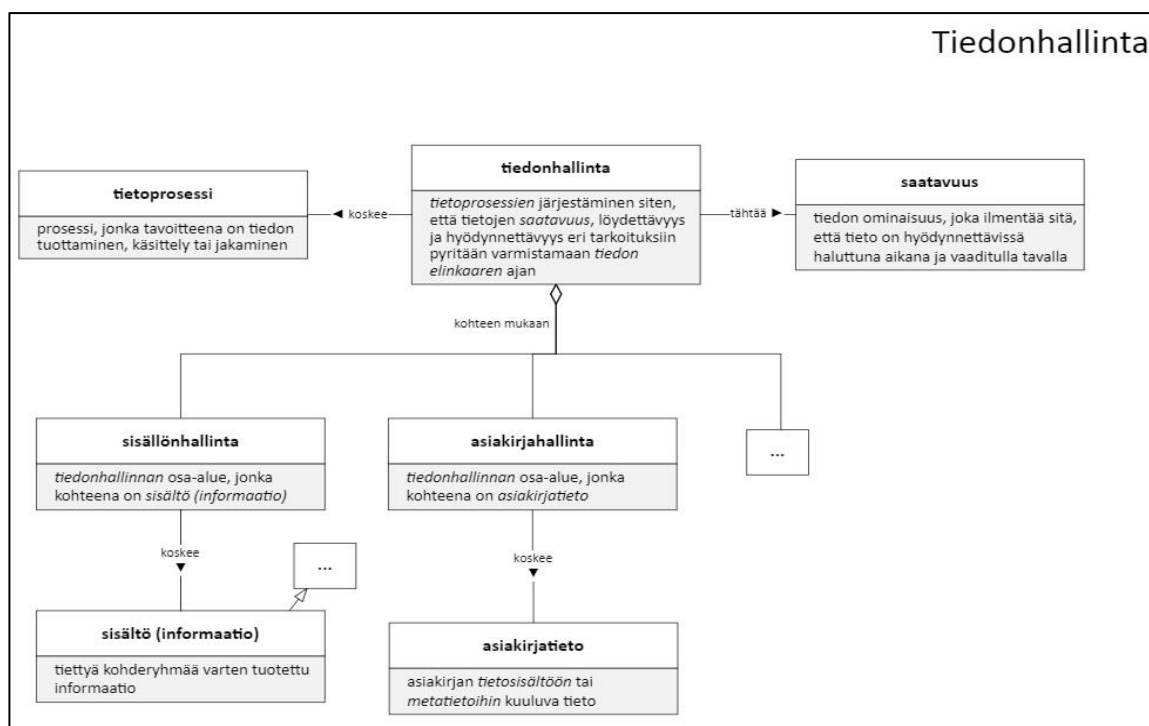 Tiedonhallinta
tietoprosessi
prosessi, jonka tavoitteena on tiedon
tuottaminen, käsittely tai jakaminen
◄ koskee
tiedonhallinta
tietoprosessien järjestäminen siten,
että tietojen saatavuus, löydettävyys
ja hyödynnettävyys eri tarkoituksiin
pyritään varmistamaan tiedon
elinkaaren ajan
tähtää ►
saatavuus
tiedon ominaisuus, joka ilmentää sitä,
että tieto on hyödynnettävissä
haluttuna aikana ja vaaditulla tavalla
kohteen mukaan
sisällönhallinta
tiedonhallinnan osa-alue, jonka
kohteena on sisältö (informaatio)
asiakirjahallinta
tiedonhallinnan osa-alue, jonka
kohteena on asiakirjatieto
...
koskee
▼
...
koskee
▼
sisältö (informaatio)
tiettyä kohderyhmää varten tuotettu
informaatio
asiakirjatieto
asiakirjan tietosisältöön tai
metatietoihin kuuluva tieto